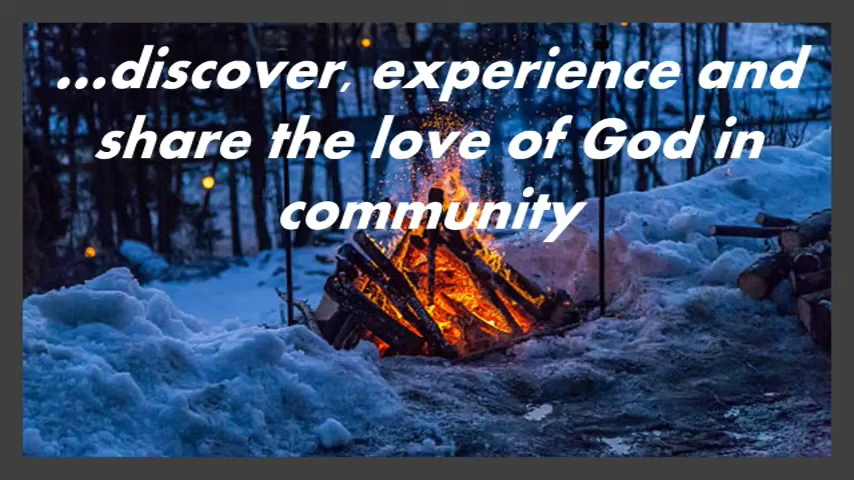 ...discover, experience and
share the love of God in
community